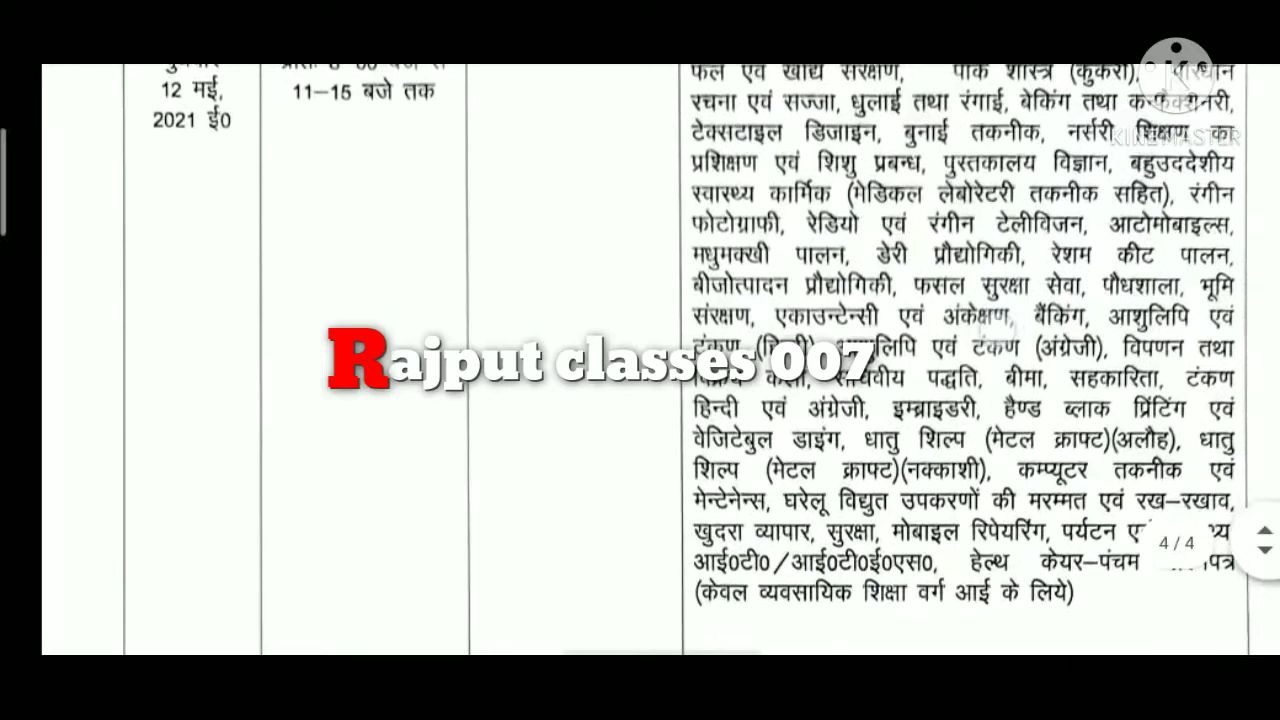 12 मई,
2021 ई0
11–15 बजे तक
फल एवं खाद्य संरक्षण, पाक शास्त्र (कुकरी),
रचना एवं सज्जा, धुलाई तथा रंगाई, बेकिंग तथा कन्फैक्शनरी,
टेक्सटाइल डिजाइन, बुनाई तकनीक, नर्सरी शिक्षण का
प्रशिक्षण एवं शिशु प्रबन्ध, पुस्तकालय विज्ञान, बहुउददेशीय
स्वास्थ्य कार्मिक (मेडिकल लेबोरेटरी तकनीक सहित), रंगीन
फोटोग्राफी, रेडियो एवं रंगीन टेलीविजन, आटोमोबाइल्स,
मधुमक्खी पालन, डेरी प्रौद्योगिकी, रेशम कीट पालन,
बीजोत्पादन प्रौद्योगिकी, फसल सुरक्षा सेवा, पौधशाला, भूमि
संरक्षण, एकाउन्टेन्सी एवं अंकेक्षण, बैंकिंग, आशुलिपि एवं
टंकण एवं टंकण (अंग्रेजी), विपणन तथा
पद्धति, बीमा, सहकारिता, टंकण
हिन्दी एवं अंग्रेजी, इम्ब्राइडरी, हैण्ड ब्लाक प्रिंटिंग एवं
वेजिटेबुल डाइंग, धातु शिल्प (मेटल क्राफ्ट)(अलौह), धातु
शिल्प (मेटल क्राफ्ट)(नक्काशी), कम्प्यूटर तकनीक एवं
मेन्टेनेन्स, घरेलू विद्युत उपकरणों की मरम्मत एवं रख–रखाव,
खुदरा व्यापार, सुरक्षा, मोबाइल रिपेयरिंग, पर्यटन
आई0टी0/आई0टी0ई0एस0, हेल्थ केयर–पंचम
(केवल व्यवसायिक शिक्षा वर्ग आई के लिये)
Rajput classes 007
KINEMASTER
4/4